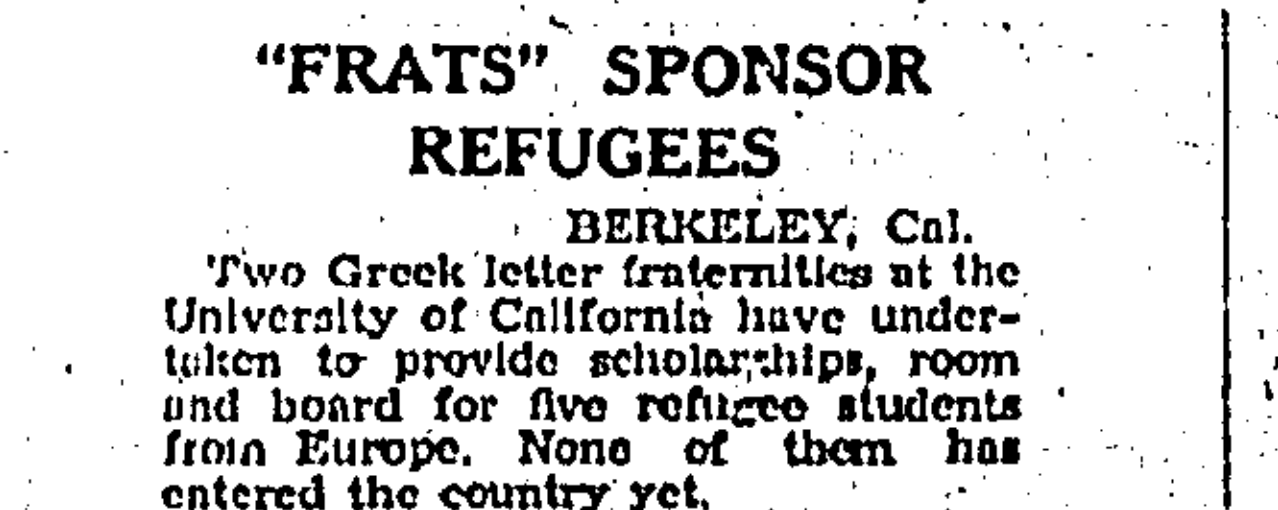 "FRATS" SPONSOR
REFUGEES
BERKELEY, Cal.
Two Greek letter fraternities at the
University of California have under-
taken to provide scholarships, room
and board for five refugee students
from Europe. None of them has
entered the country yet.